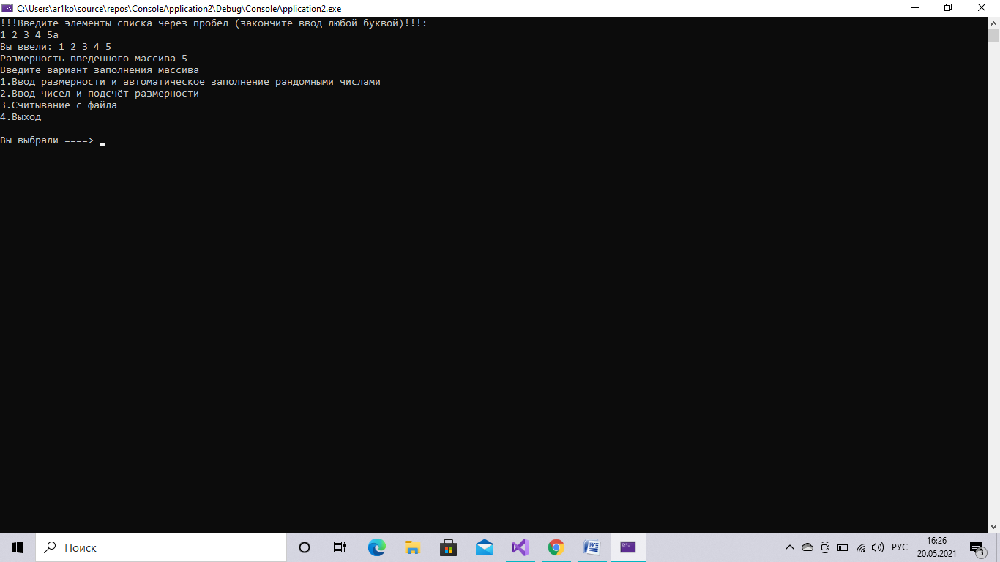 C:\Users\ar1ko\source\repos\ConsoleApplication2\Debug\ConsoleApplication2.exe
!!!Введите элементы списка через пробел (закончите ввод любой буквой)!!!:
1 2 3 4 5a
Вы ввели: 1 2 3 4 5
Размерность введенного массива 5
Введите вариант заполнения массива
1.Ввод размерности и автоматическое заполнение рандомными числами
2.Ввод чисел и подсчёт размерности
3.Считывание с файла
4.Выход
Вы выбрали ====>
Поиск
РУС
16:26
20.05.2021
3